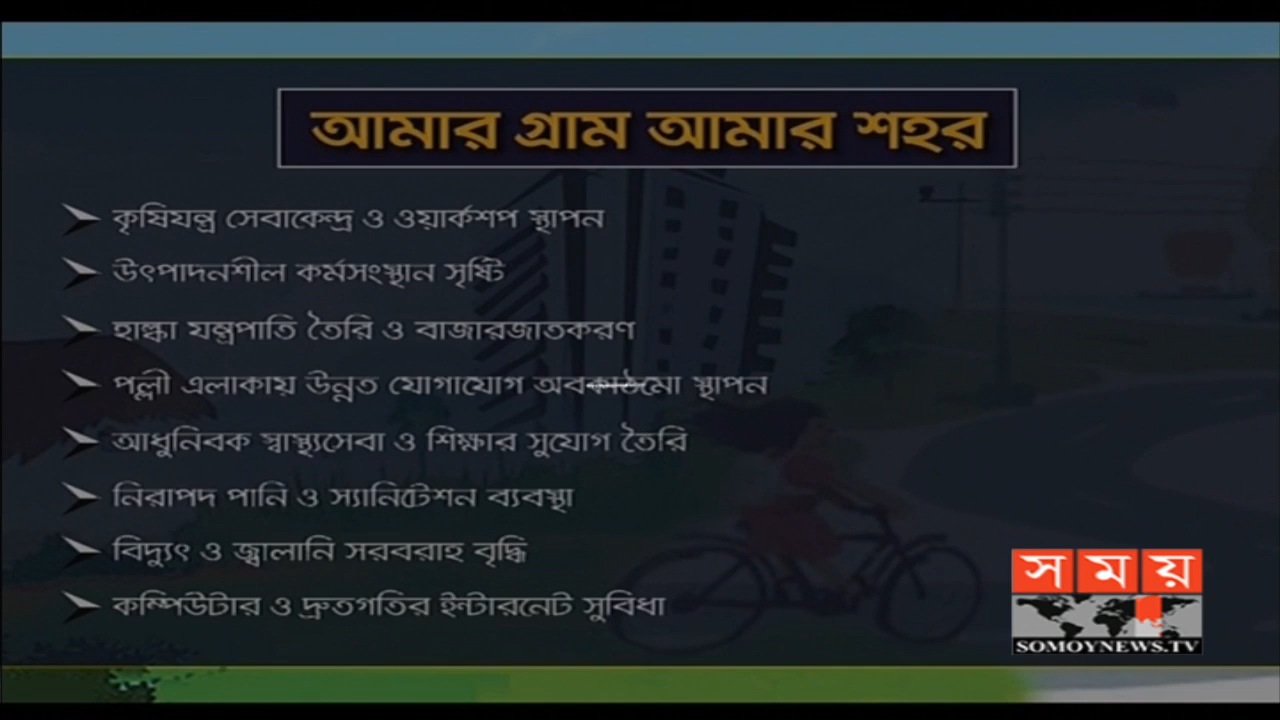 আমার গ্রাম আমার শহর
কৃষিযন্ত্র সেবাকেন্দ্র ও ওয়ার্কশপ স্থাপন
উৎপাদনশীল কর্মসংস্থান সৃষ্টি
হাল্কা যন্ত্রপাতি তৈরি ও বাজারজাতকরণ
পল্লী এলাকায় উন্নত যোগাযোগ অবকাঠমো স্থাপন
আধুনিবক স্বাস্থ্যসেবা ও শিক্ষার সুযোগ তৈরি
নিরাপদ পানি ও স্যানিটেশন ব্যবস্থা
বিদ্যুৎ ও জ্বালানি সরবরাহ বৃদ্ধি
কম্পিউটার ও দ্রুতগতির ইন্টারনেট সুবিধা
সময়
SOMOYNEWS.TV